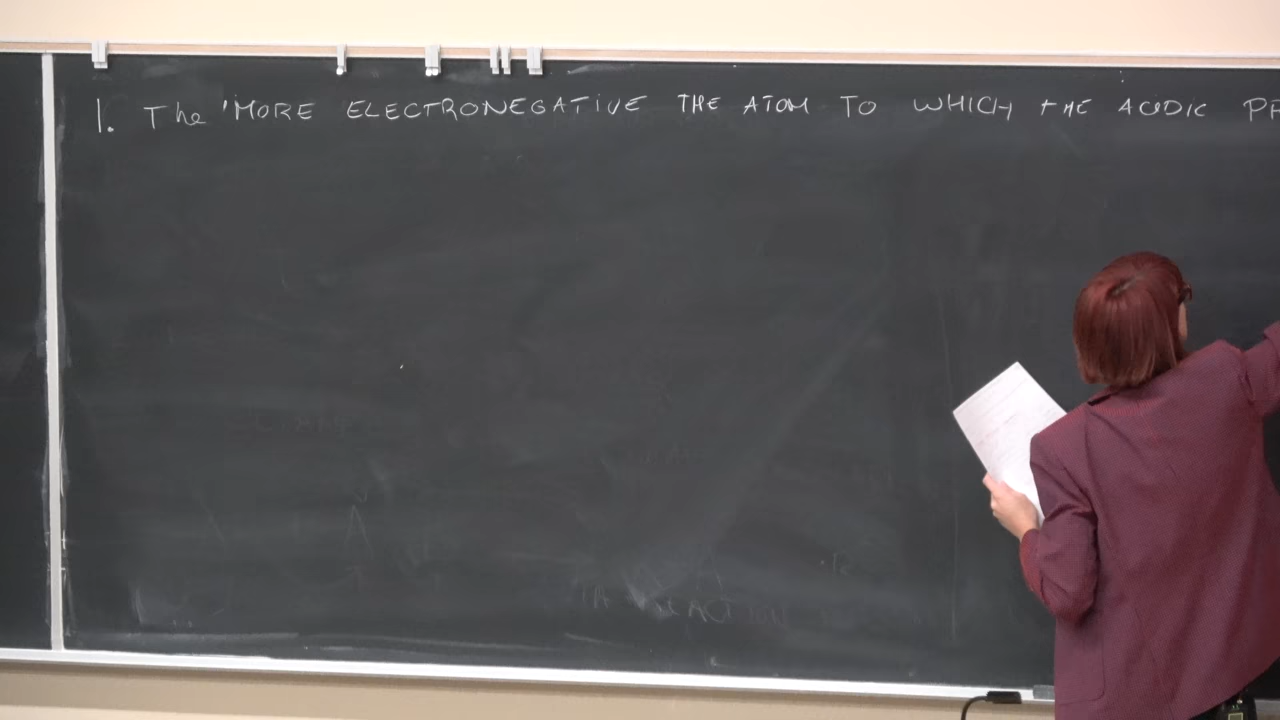 1. The MORE ELECTRONEGATIVE THE ATOM TO WHICH tHE ACIDIC